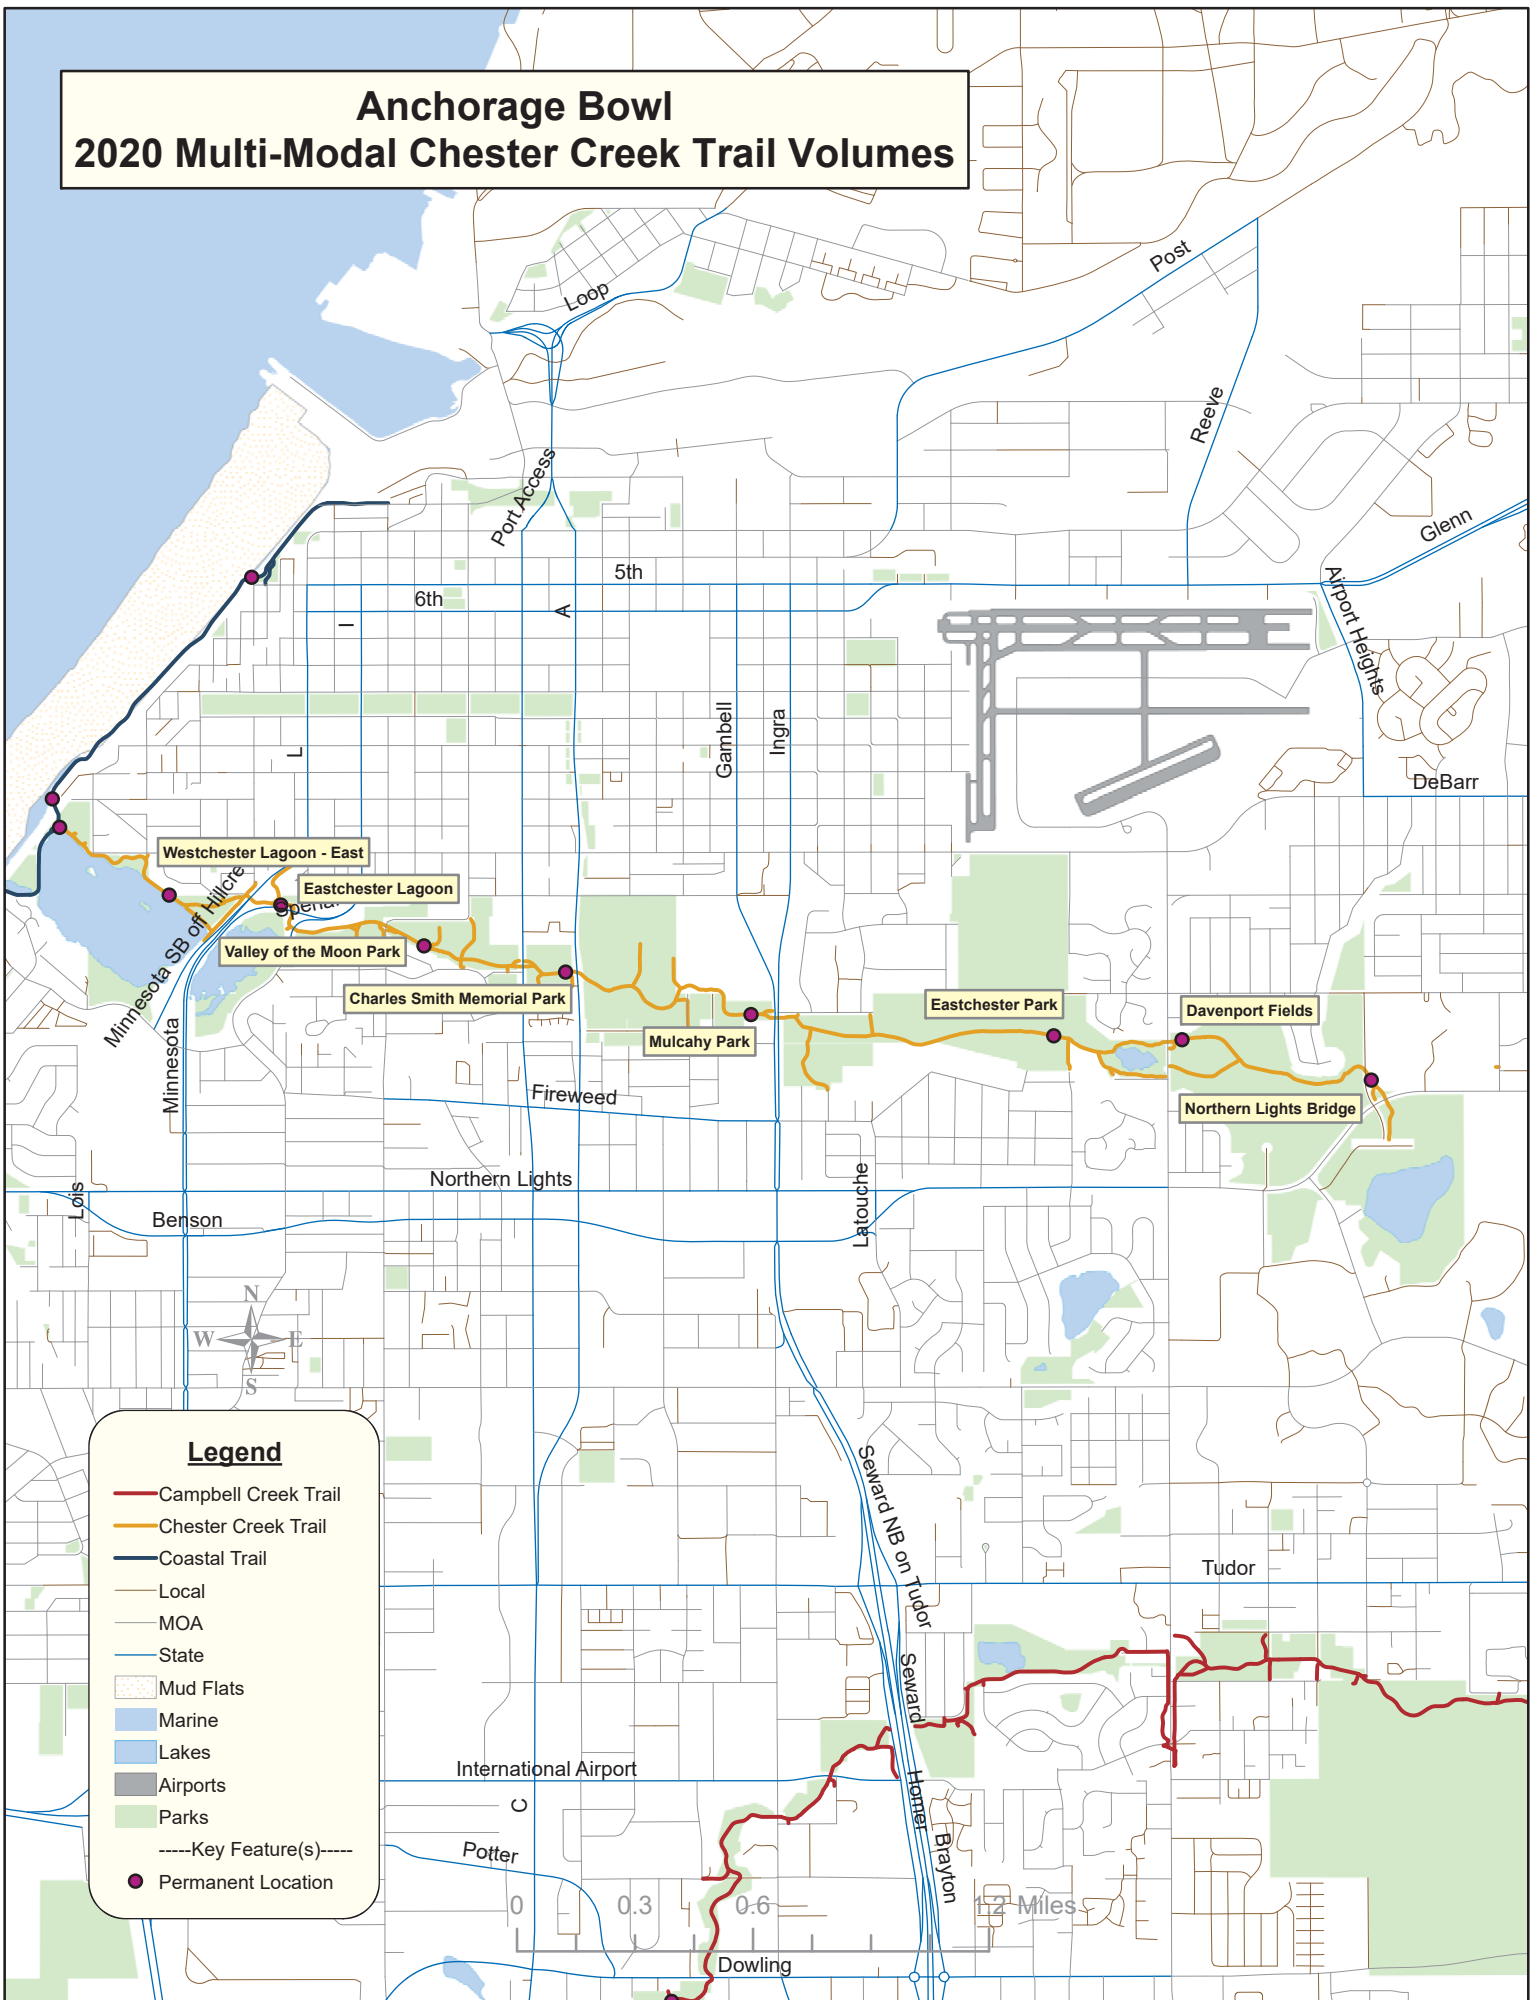 Anchorage Bowl
2020 Multi-Modal Chester Creek Trail Volumes
Loop
Post
Reeve
Port Access
Glenn
5th
6th
A
I
Airport Heights
Gambell
Ingra
L
DeBarr
Westchester Lagoon - East
Eastchester Lagoon
Minnesota SB off Hillcre
Valley of the Moon Park
Charles Smith Memorial Park
Eastchester Park
Davenport Fields
Mulcahy Park
Minnesota
Fireweed
Northern Lights Bridge
Northern Lights
Lois
Latouche
Benson
N
W
E
S
Legend
Campbell Creek Trail
Chester Creek Trail
Coastal Trail
Local
MOA
State
Mud Flats
Marine
Lakes
Airports
Parks
-----Key Feature(s)-----
Permanent Location
Seward NB on Tudor
Tudor
Seward
International Airport
C
Homer
Brayton
Potter
0
0.3
0.6
1.2 Miles
Dowling